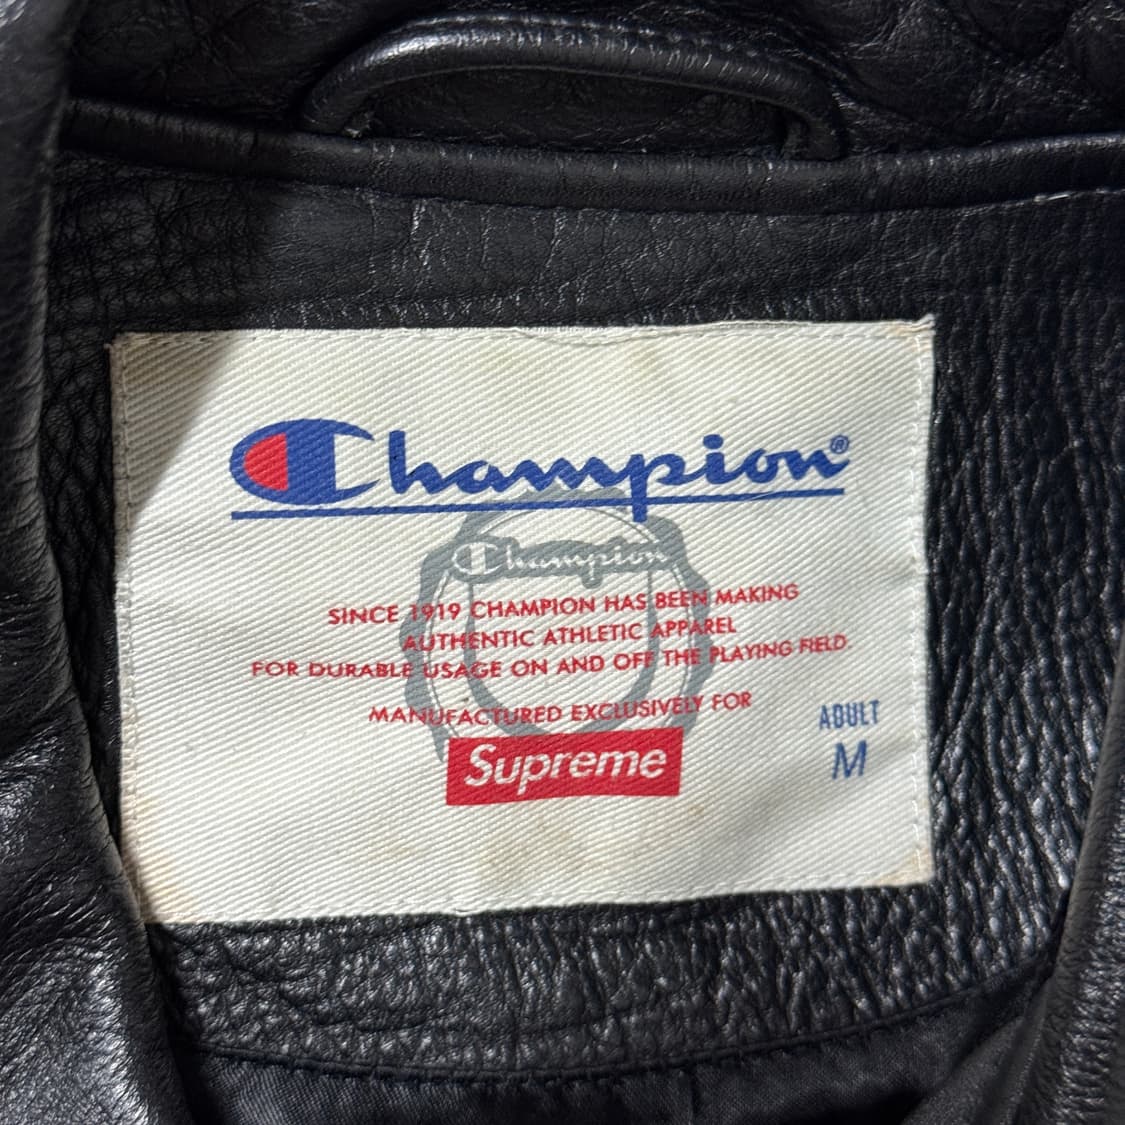 Champion®
Champion
SINCE 1919 CHAMPION HAS BEEN MAKING
AUTHENTIC ATHLETIC APPAREL
FOR DURABLE USAGE ON AND OFF THE PLAYING FIELD.
MANUFACTURED EXCLUSIVELY FOR
Supreme
ADULT
M